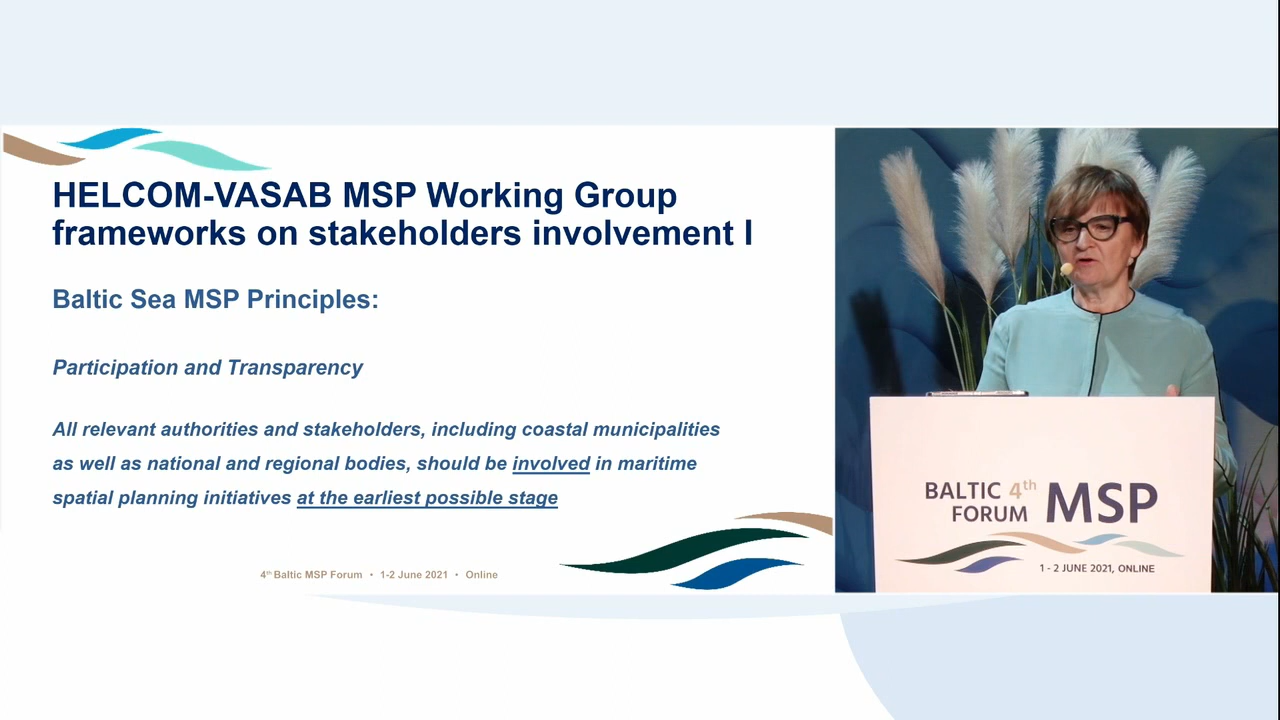 HELCOM-VASAB MSP Working Group
frameworks on stakeholders involvement I
Baltic Sea MSP Principles:
Participation and Transparency
All relevant authorities and stakeholders, including coastal municipalities
as well as national and regional bodies, should be involved in maritime
spatial planning initiatives at the earliest possible stage
4th Baltic MSP Forum • 1-2 June 2021 • Online
BALTIC 4th MSP
FORUM
1 - 2 JUNE 2021, ONLINE